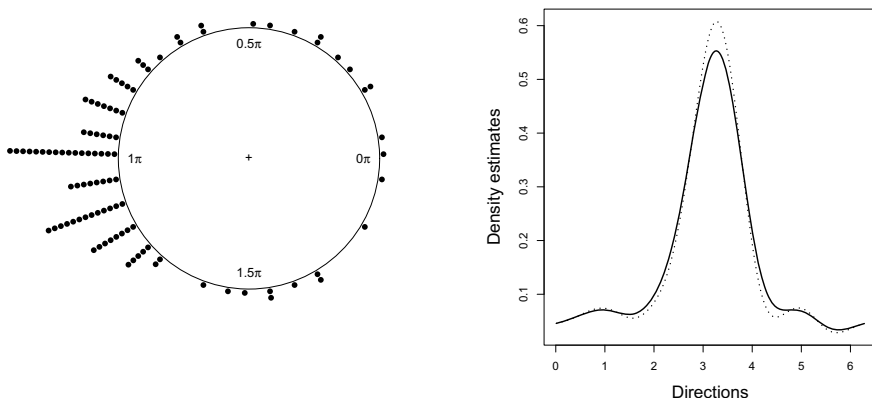 0.5π
1π
+
0π
1.5π
Density estimates
0.6
0.5
0.4
0.3
0.2
0.1
0 1 2 3 4 5 6
Directions